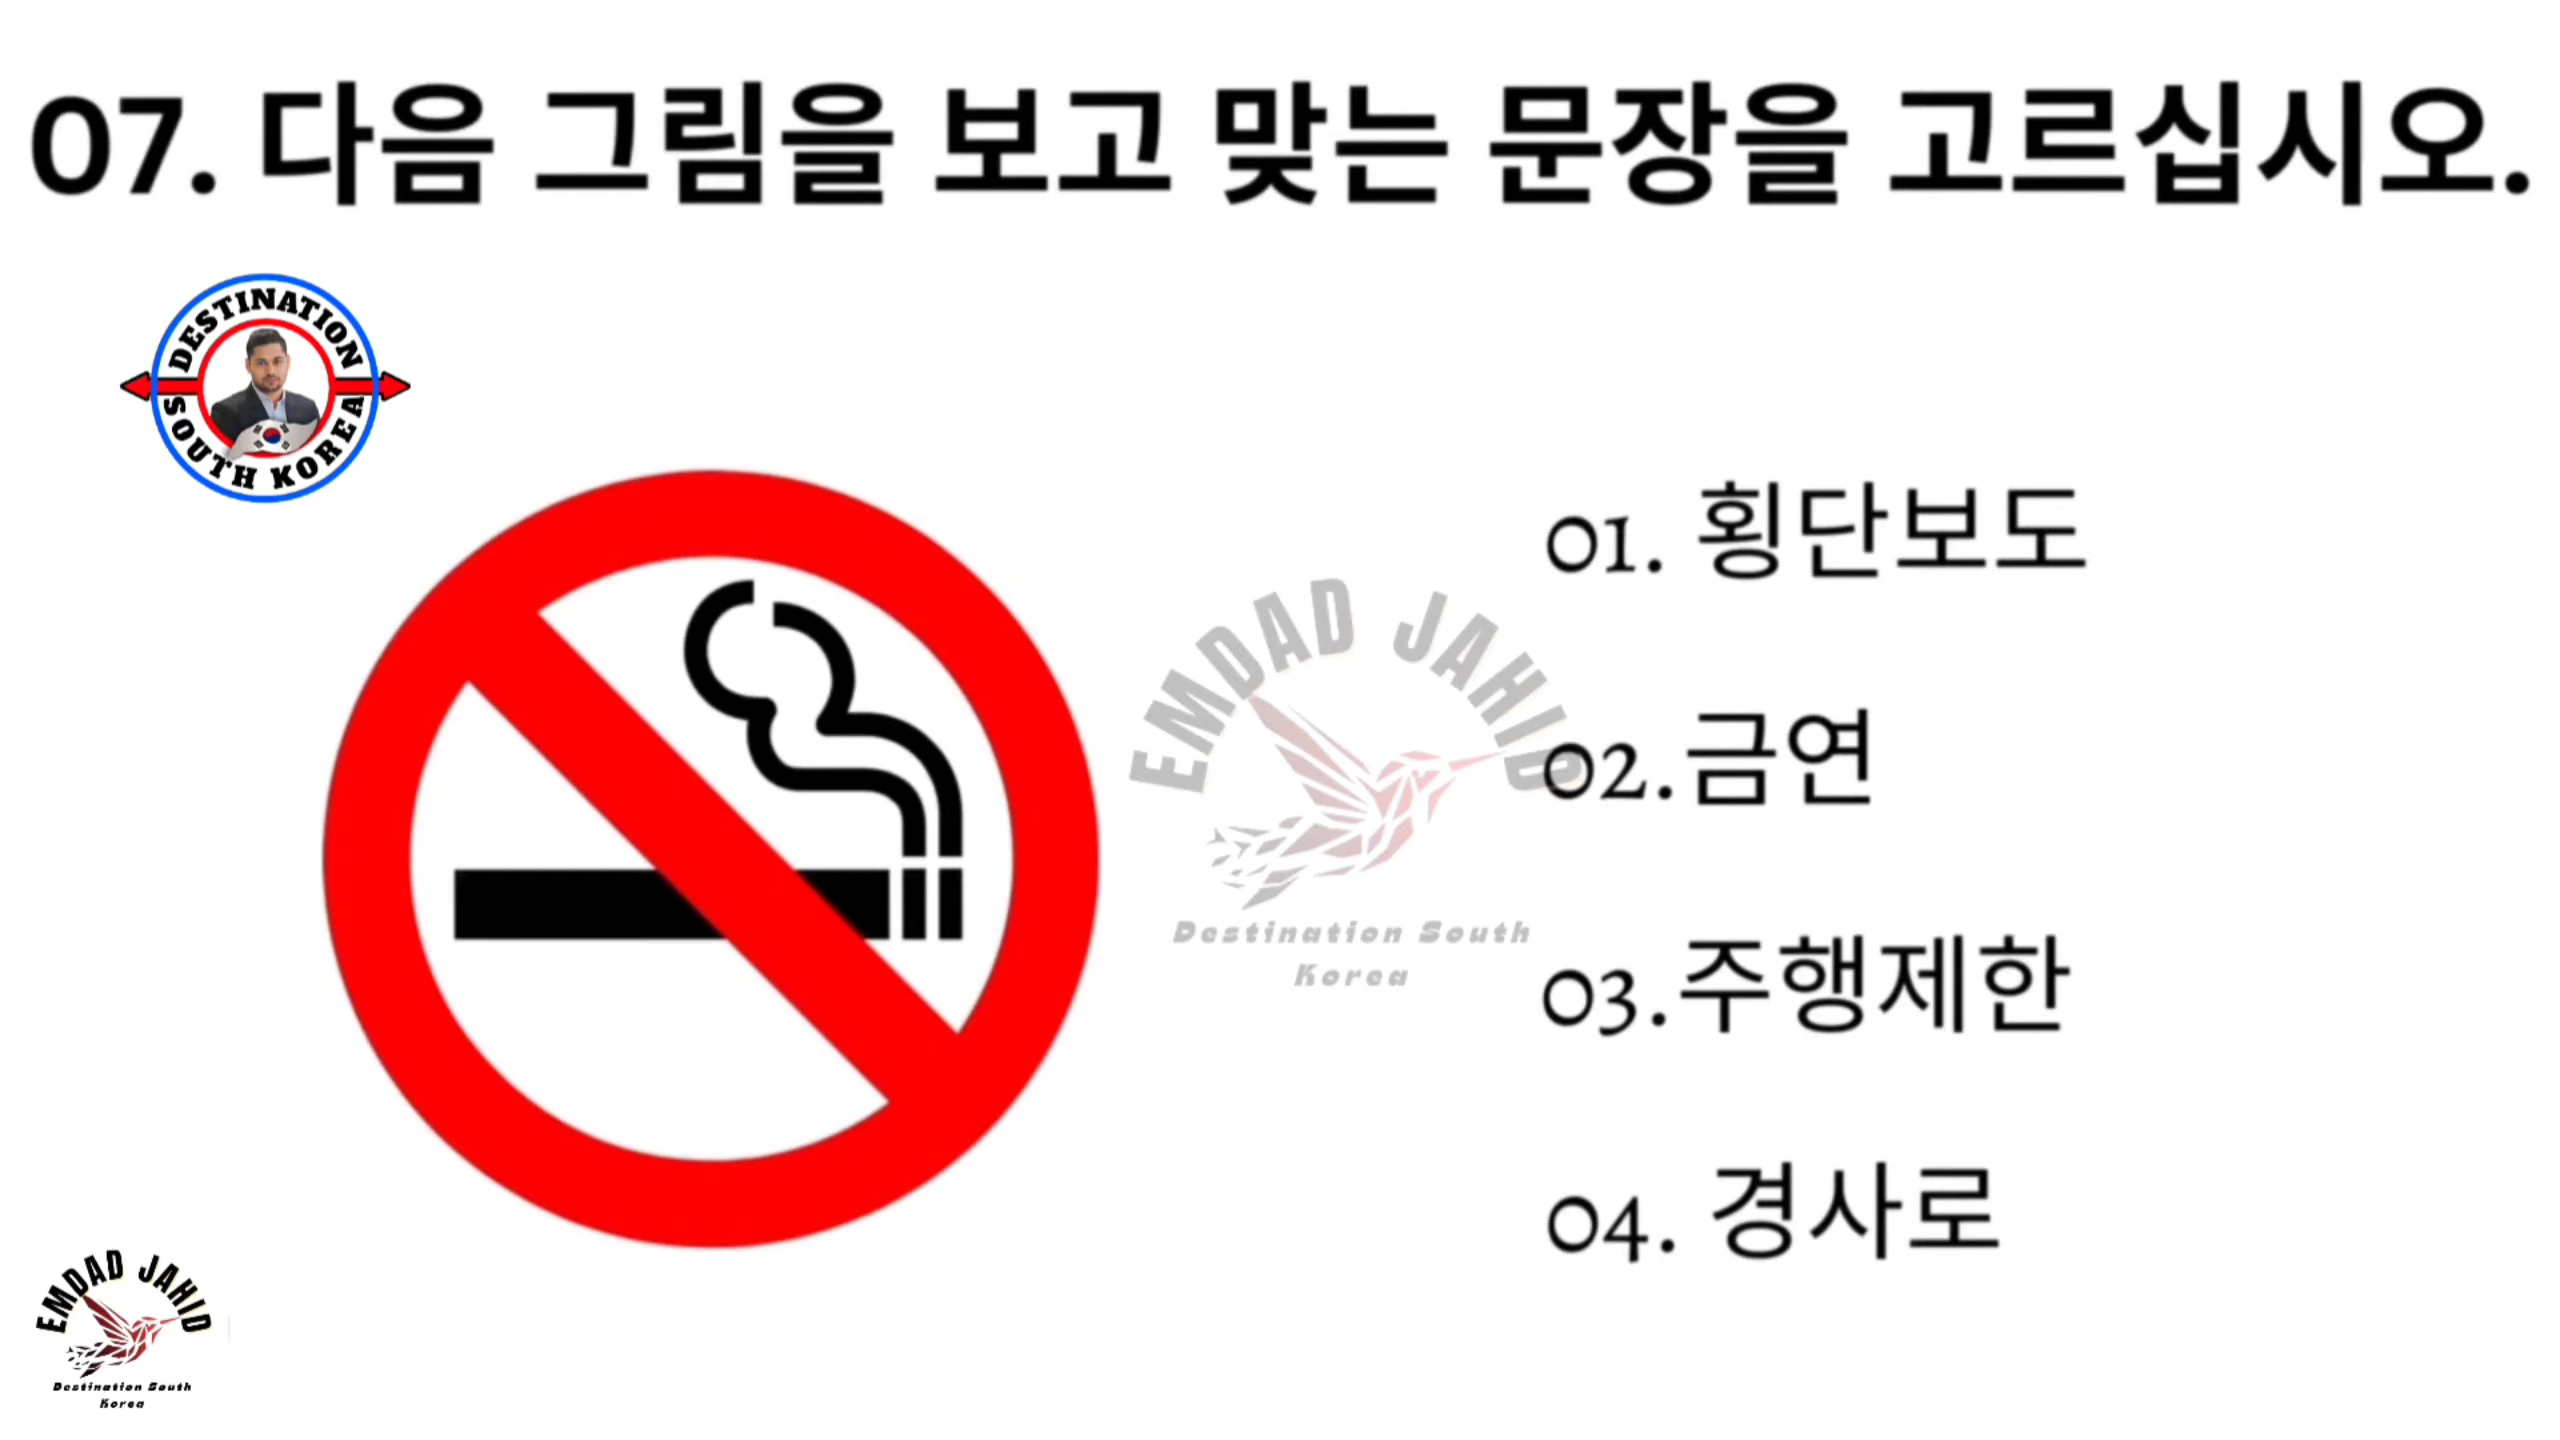 07. 다음 그림을 보고 맞는 문장을 고르십시오.
DESTINATION
SOUTH KOREA
01. 횡단보도
EMDAD JAHID
02.금연
Destination South
Korea
03.주행제한
04. 경사로
EMDAD JAHID
Destination South
Korea